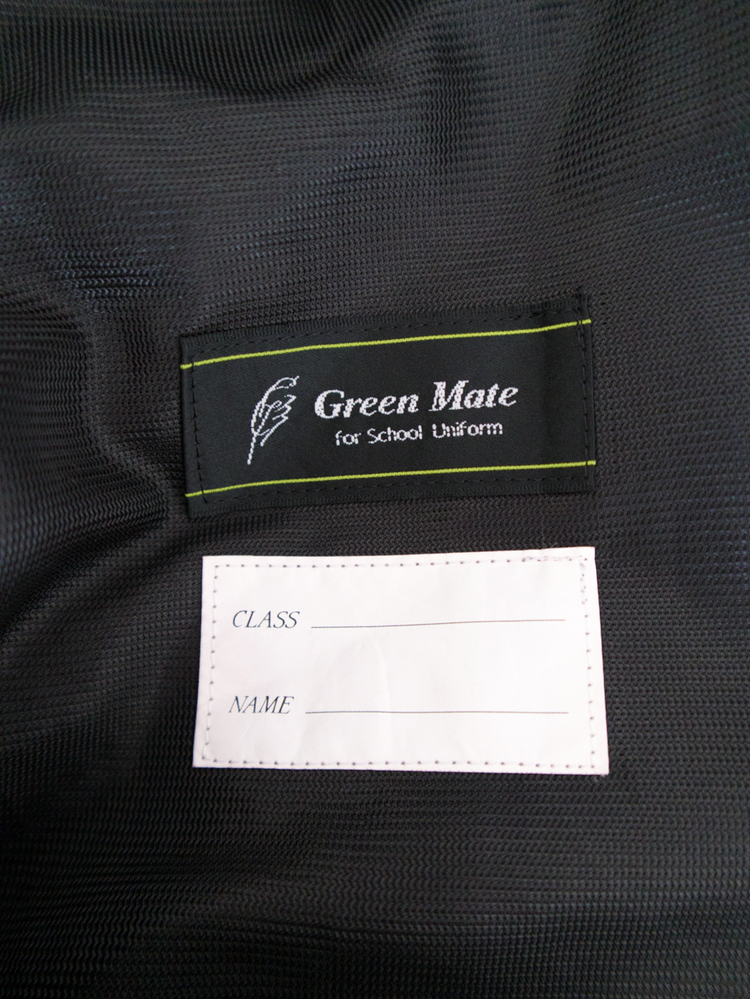 Green Mate
for School Uniform
CLASS
NAME